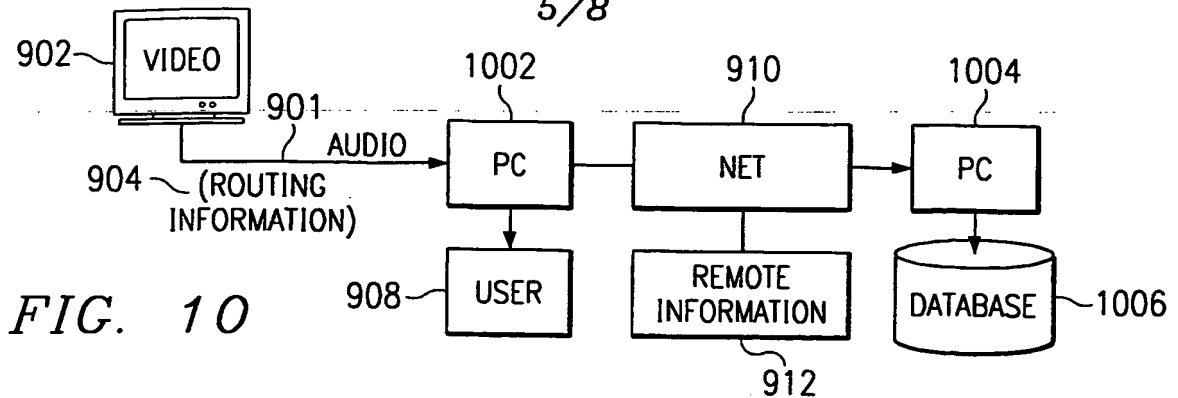 5/8
902
VIDEO
901
AUDIO
904
(ROUTING
INFORMATION)
1002
PC
910
NET
1004
PC
908
USER
REMOTE
INFORMATION
912
DATABASE
1006
FIG. 10